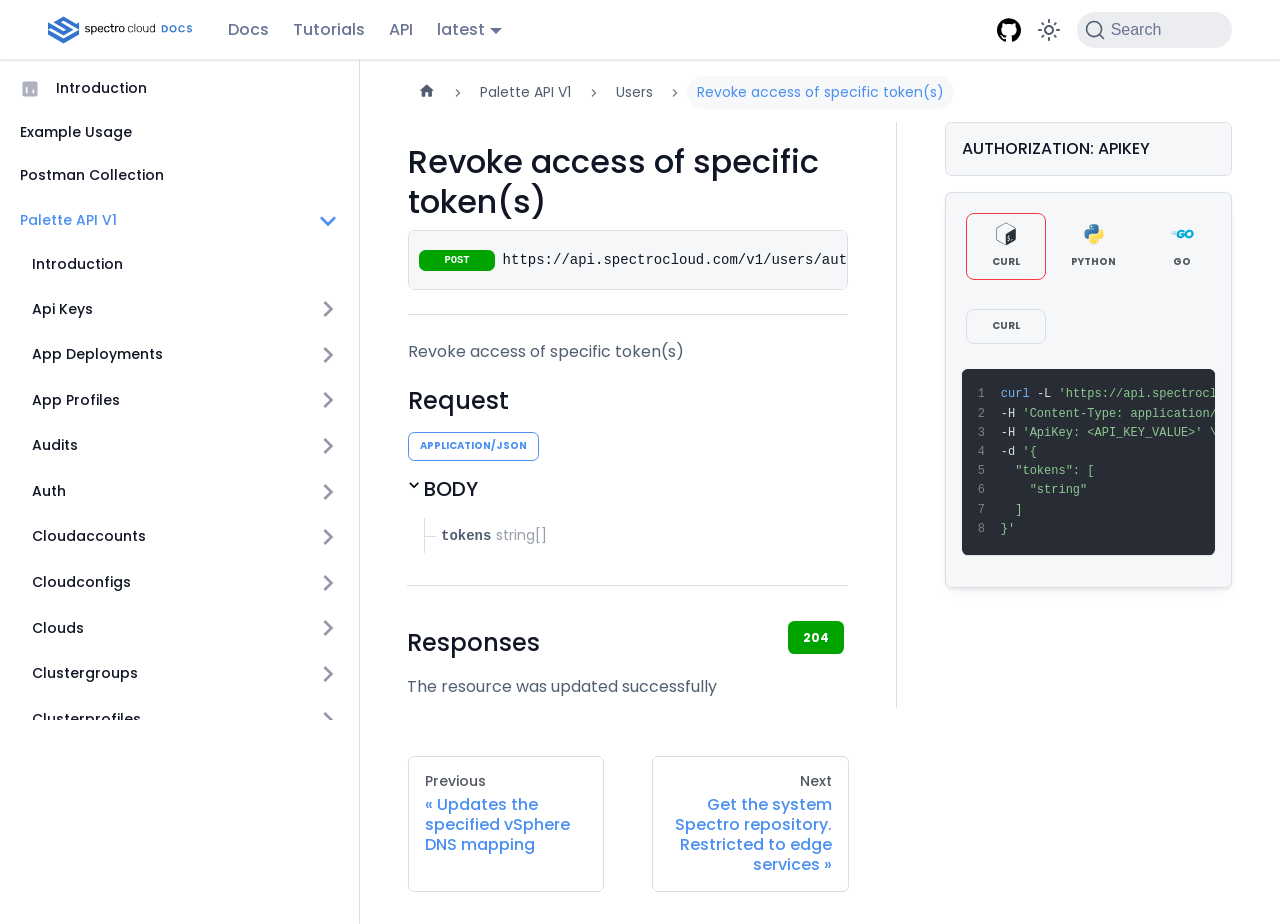 spectro cloud DOCS
Docs
Tutorials
API
latest
Search
Introduction
Example Usage
Postman Collection
Palette API V1
Introduction
Api Keys
App Deployments
App Profiles
Audits
Auth
Cloudaccounts
Cloudconfigs
Clouds
Clustergroups
Clusterprofiles
Palette API V1
Users
Revoke access of specific token(s)
Revoke access of specific
token(s)
POST https://api.spectrocloud.com/v1/users/aut
Revoke access of specific token(s)
Request
APPLICATION/JSON
BODY
tokens string[]
Responses
204
The resource was updated successfully
Previous
« Updates the
specified vSphere
DNS mapping
Next
Get the system
Spectro repository.
Restricted to edge
services »
AUTHORIZATION: APIKEY
CURL
PYTHON
GO
CURL
1 curl -L 'https://api.spectrocl
2 -H 'Content-Type: application/
3 -H 'ApiKey: <API_KEY_VALUE>' \
4 -d '{
5 "tokens": [
6 "string"
7 ]
8 }'